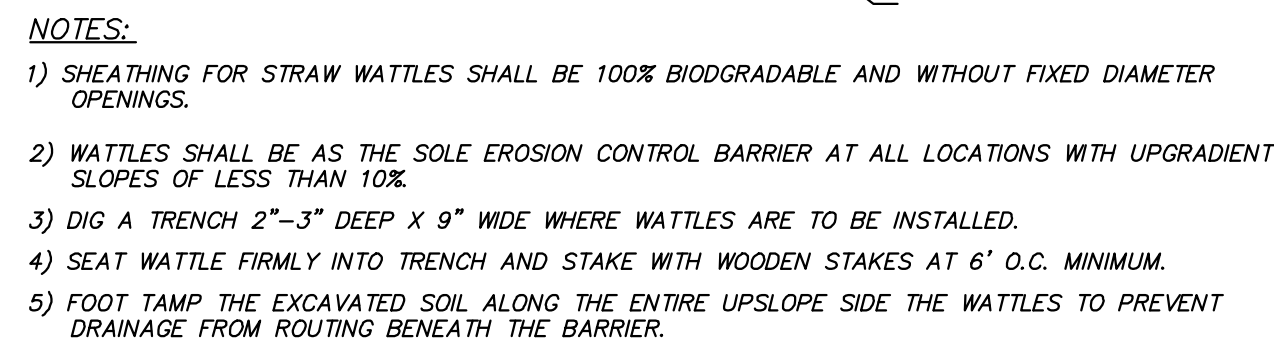 NOTES:
1) SHEATHING FOR STRAW WATTLES SHALL BE 100% BIODGRADABLE AND WITHOUT FIXED DIAMETER
OPENINGS.
2) WATTLES SHALL BE AS THE SOLE EROSION CONTROL BARRIER AT ALL LOCATIONS WITH UPGRADIENT
SLOPES OF LESS THAN 10%.
3) DIG A TRENCH 2"–3" DEEP X 9" WIDE WHERE WATTLES ARE TO BE INSTALLED.
4) SEAT WATTLE FIRMLY INTO TRENCH AND STAKE WITH WOODEN STAKES AT 6' O.C. MINIMUM.
5) FOOT TAMP THE EXCAVATED SOIL ALONG THE ENTIRE UPSLOPE SIDE THE WATTLES TO PREVENT
DRAINAGE FROM ROUTING BENEATH THE BARRIER.